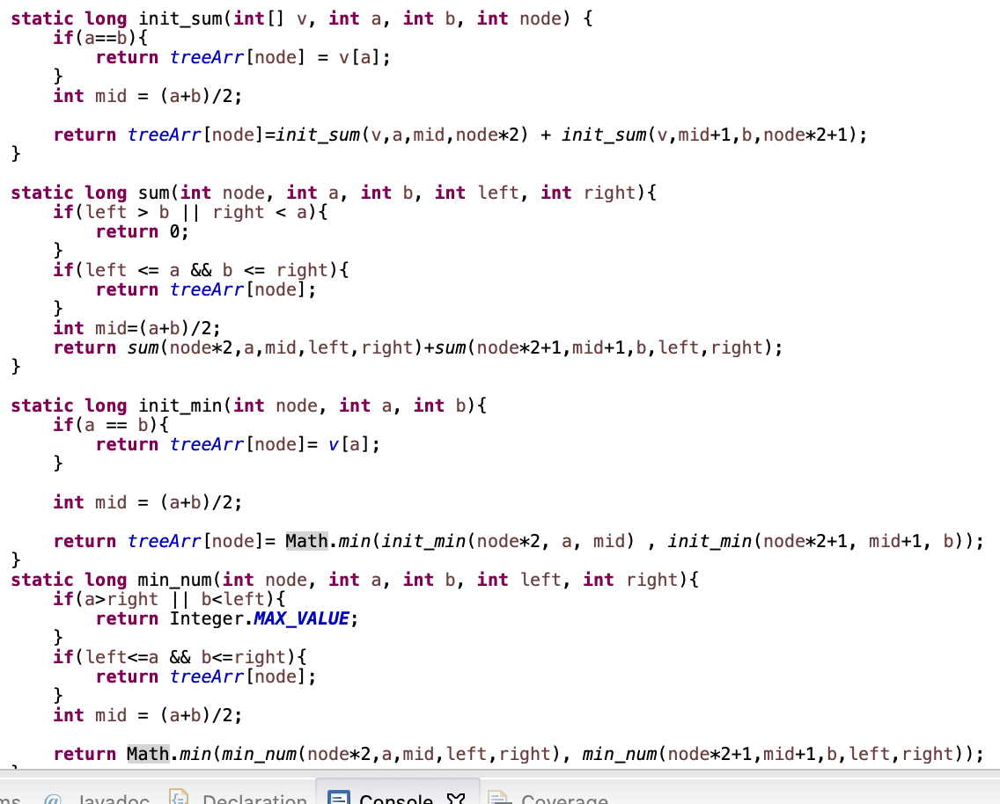 static long init_sum(int[] v, int a, int b, int node) {
    if(a==b){
        return treeArr[node] = v[a];
    }
    int mid = (a+b)/2;

    return treeArr[node]=init_sum(v,a,mid,node*2) + init_sum(v,mid+1,b,node*2+1);
}

static long sum(int node, int a, int b, int left, int right){
    if(left > b || right < a){
        return 0;
    }
    if(left <= a && b <= right){
        return treeArr[node];
    }
    int mid=(a+b)/2;
    return sum(node*2,a,mid,left,right)+sum(node*2+1,mid+1,b,left,right);
}

static long init_min(int node, int a, int b){
    if(a == b){
        return treeArr[node]= v[a];
    }

    int mid = (a+b)/2;

    return treeArr[node]= Math.min(init_min(node*2, a, mid) , init_min(node*2+1, mid+1, b));
}
static long min_num(int node, int a, int b, int left, int right){
    if(a>right || b<left){
        return Integer.MAX_VALUE;
    }
    if(left<=a && b<=right){
        return treeArr[node];
    }
    int mid = (a+b)/2;

    return Math.min(min_num(node*2,a,mid,left,right), min_num(node*2+1,mid+1,b,left,right));
ms @ Javadoc Declaration Console Coverage